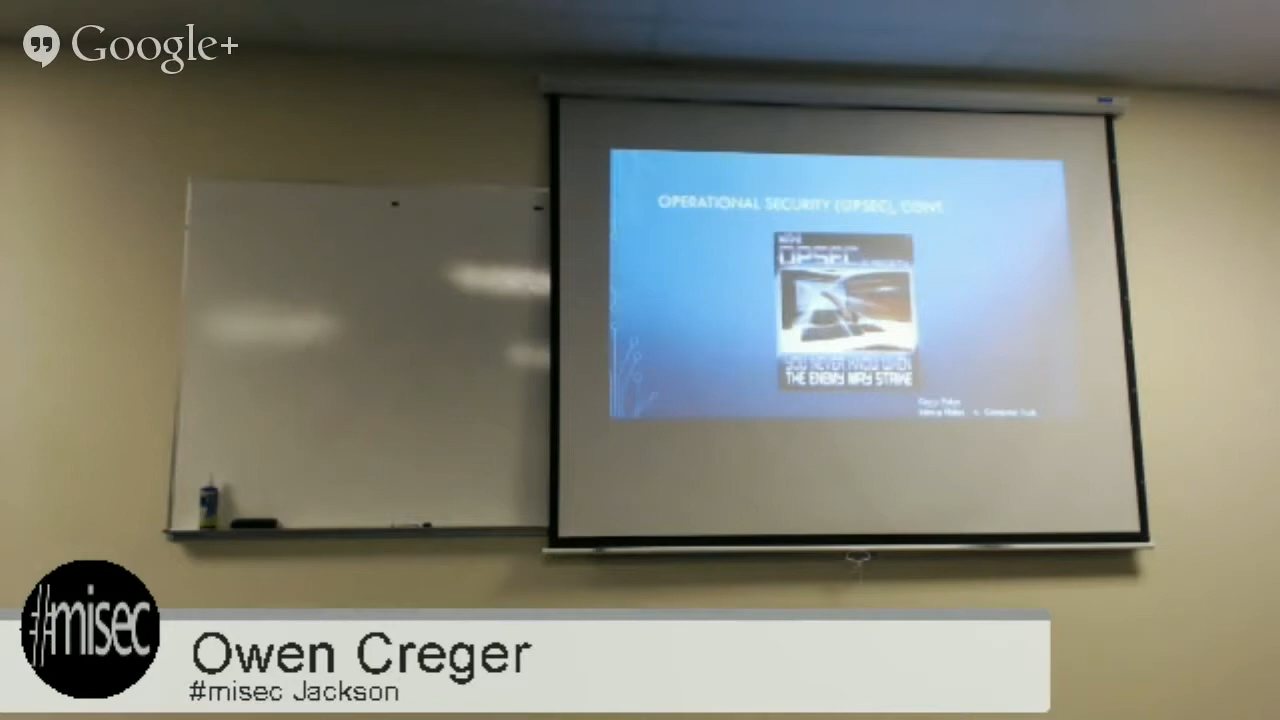 Google+
OPERATIONAL SECURITY (OPSEC), CONT.
OPSEC
YOU NEVER KNOW WHEN
THE ENEMY MAY STRIKE
#misec
Owen Creger
#misec Jackson